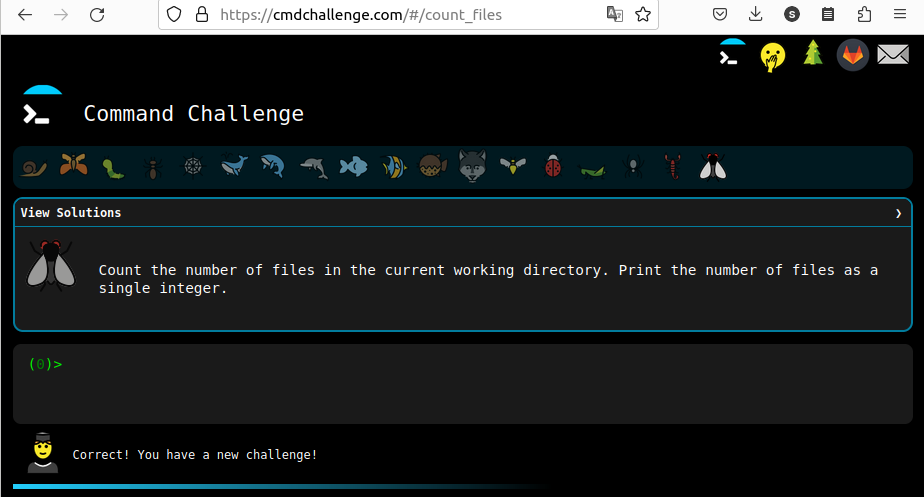 https://cmdchallenge.com/#/count_files
S
Command Challenge
View Solutions
Count the number of files in the current working directory. Print the number of files as a
single integer.
(0)>
Correct! You have a new challenge!